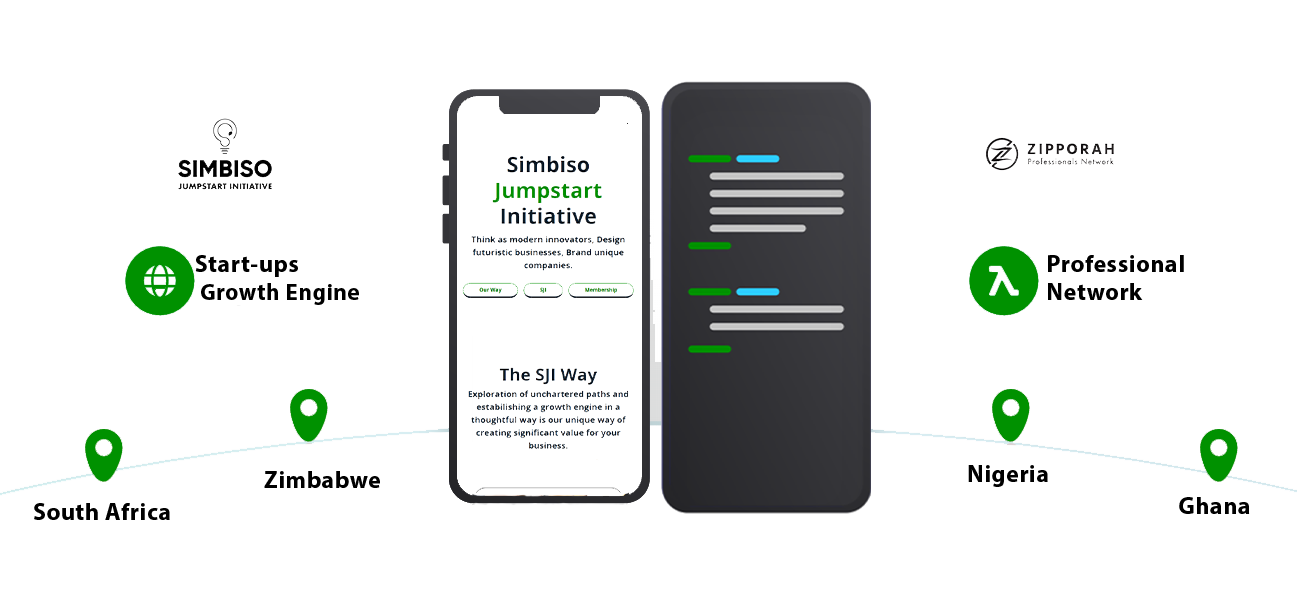 SIMBISO
JUMPSTART INITIATIVE
Start-ups
Growth Engine
South Africa
Zimbabwe
Simbiso
Jumpstart
Initiative
Think as modern innovators, Design
futuristic businesses, Brand unique
companies.
Our Way
SJI
Membership
The SJI Way
Exploration of unchartered paths and
estabilishing a growth engine in a
thoughtful way is our unique way of
creating significant value for your
business.
ZIPPORAH
Professionals Network
λ
Professional
Network
Nigeria
Ghana